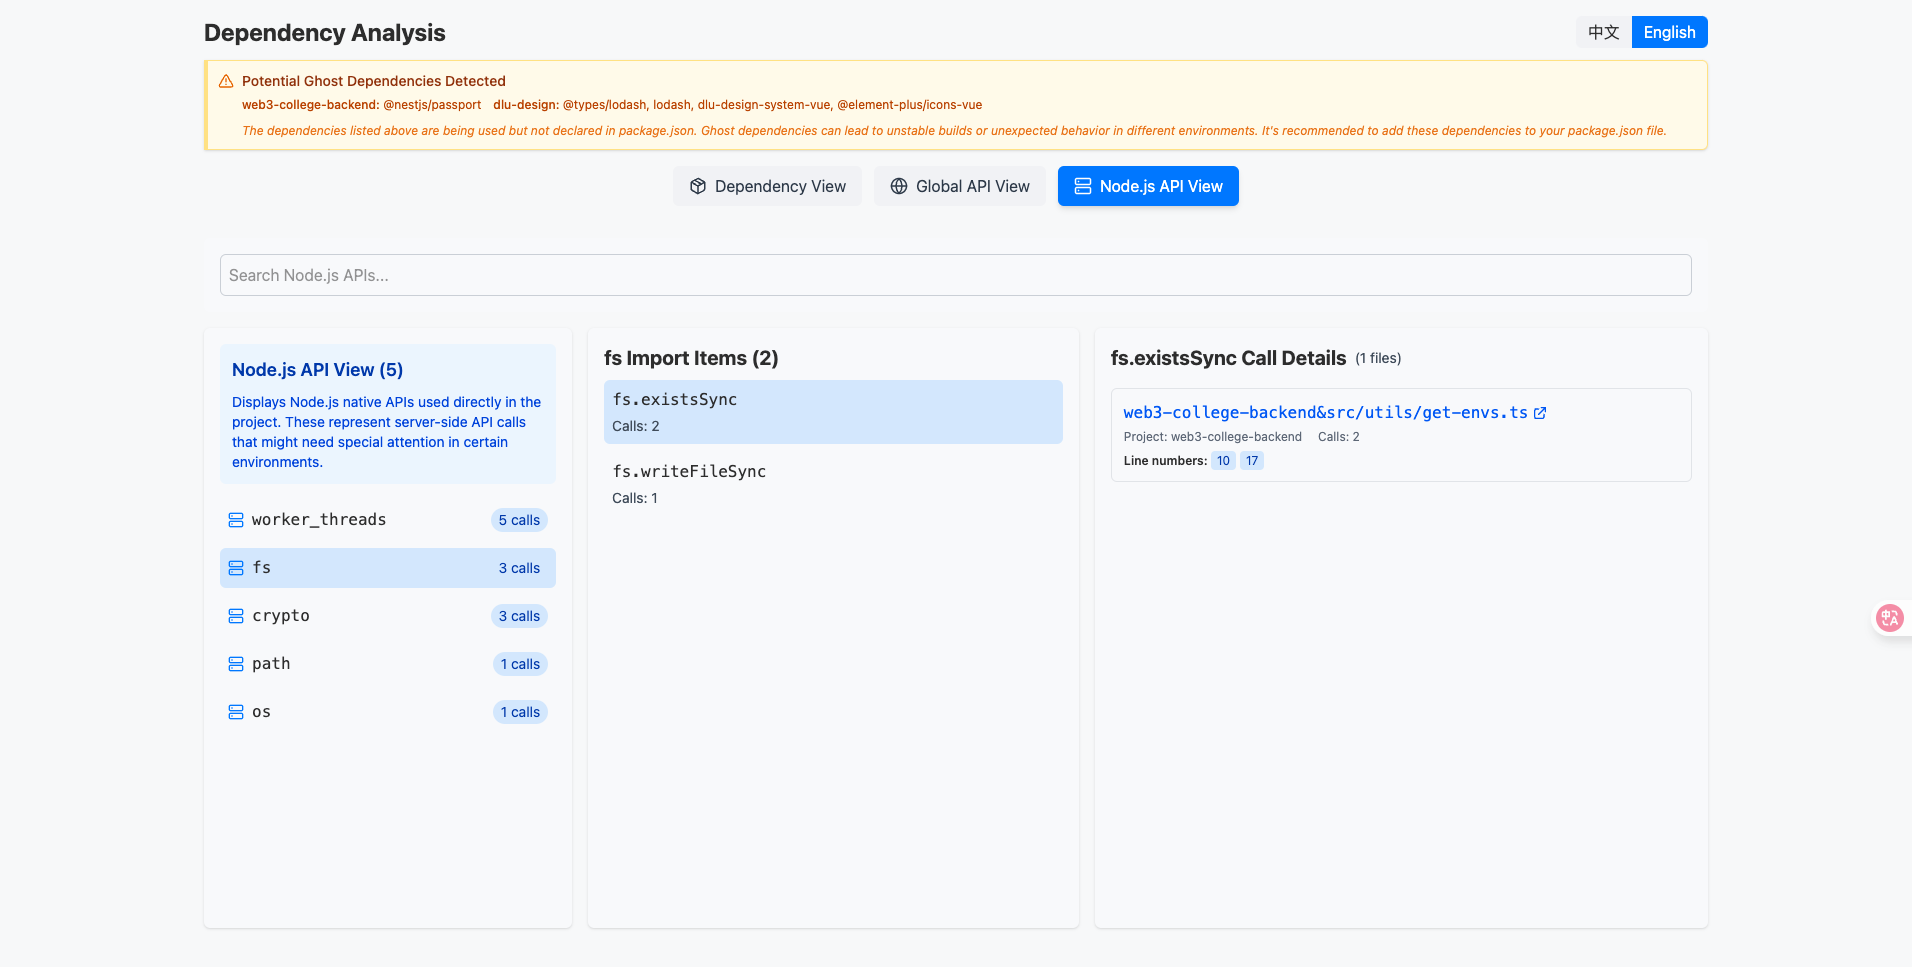 Dependency Analysis
中文 English
Potential Ghost Dependencies Detected
web3-college-backend: @nestjs/passport dlu-design: @types/lodash, lodash, dlu-design-system-vue, @element-plus/icons-vue
The dependencies listed above are being used but not declared in package.json. Ghost dependencies can lead to unstable builds or unexpected behavior in different environments. It's recommended to add these dependencies to your package.json file.
Dependency View Global API View Node.js API View
Search Node.js APIs...
Node.js API View (5)
Displays Node.js native APIs used directly in the
project. These represent server-side API calls
that might need special attention in certain
environments.
worker_threads 5 calls
fs 3 calls
crypto 3 calls
path 1 calls
os 1 calls
fs Import Items (2)
fs.existsSync
Calls: 2
fs.writeFileSync
Calls: 1
fs.existsSync Call Details (1 files)
web3-college-backend&src/utils/get-envs.ts
Project: web3-college-backend Calls: 2
Line numbers: 10 17
中A